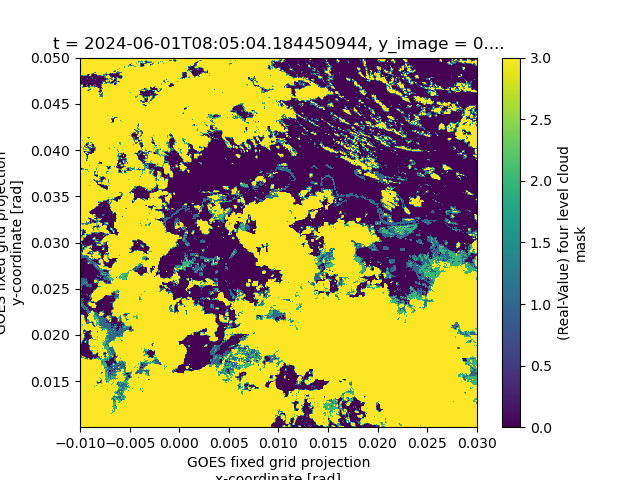 t = 2024-06-01T08:05:04.184450944, y_image = 0....
0.050
0.045
0.040
0.035
0.030
0.025
0.020
0.015
GOES fixed grid projection
y-coordinate [rad]
−0.010 −0.005 0.000 0.005 0.010 0.015 0.020 0.025 0.030
GOES fixed grid projection
x-coordinate [rad]
3.0
2.5
2.0
1.5
1.0
0.5
0.0
(Real-Value) four level cloud
mask